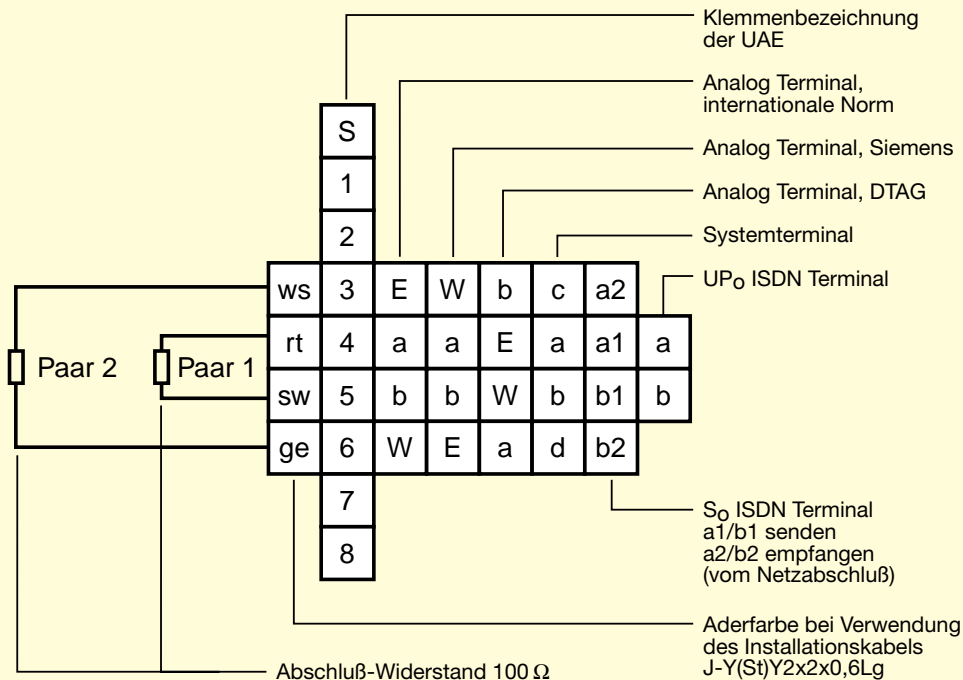 Klemmenbezeichnung
der UAE
Analog Terminal,
internationale Norm
Analog Terminal, Siemens
Analog Terminal, DTAG
Systemterminal
UPO ISDN Terminal
S
1
2
ws 3 E W b c a2
rt 4 a a E a a1 a
sw 5 b b W b b1 b
ge 6 W E a d b2
7
8
Paar 2
Paar 1
SO ISDN Terminal
a1/b1 senden
a2/b2 empfangen
(vom Netzabschluß)
Aderfarbe bei Verwendung
des Installationskabels
J-Y(St)Y2x2x0,6Lg
Abschluß-Widerstand 100 Ω